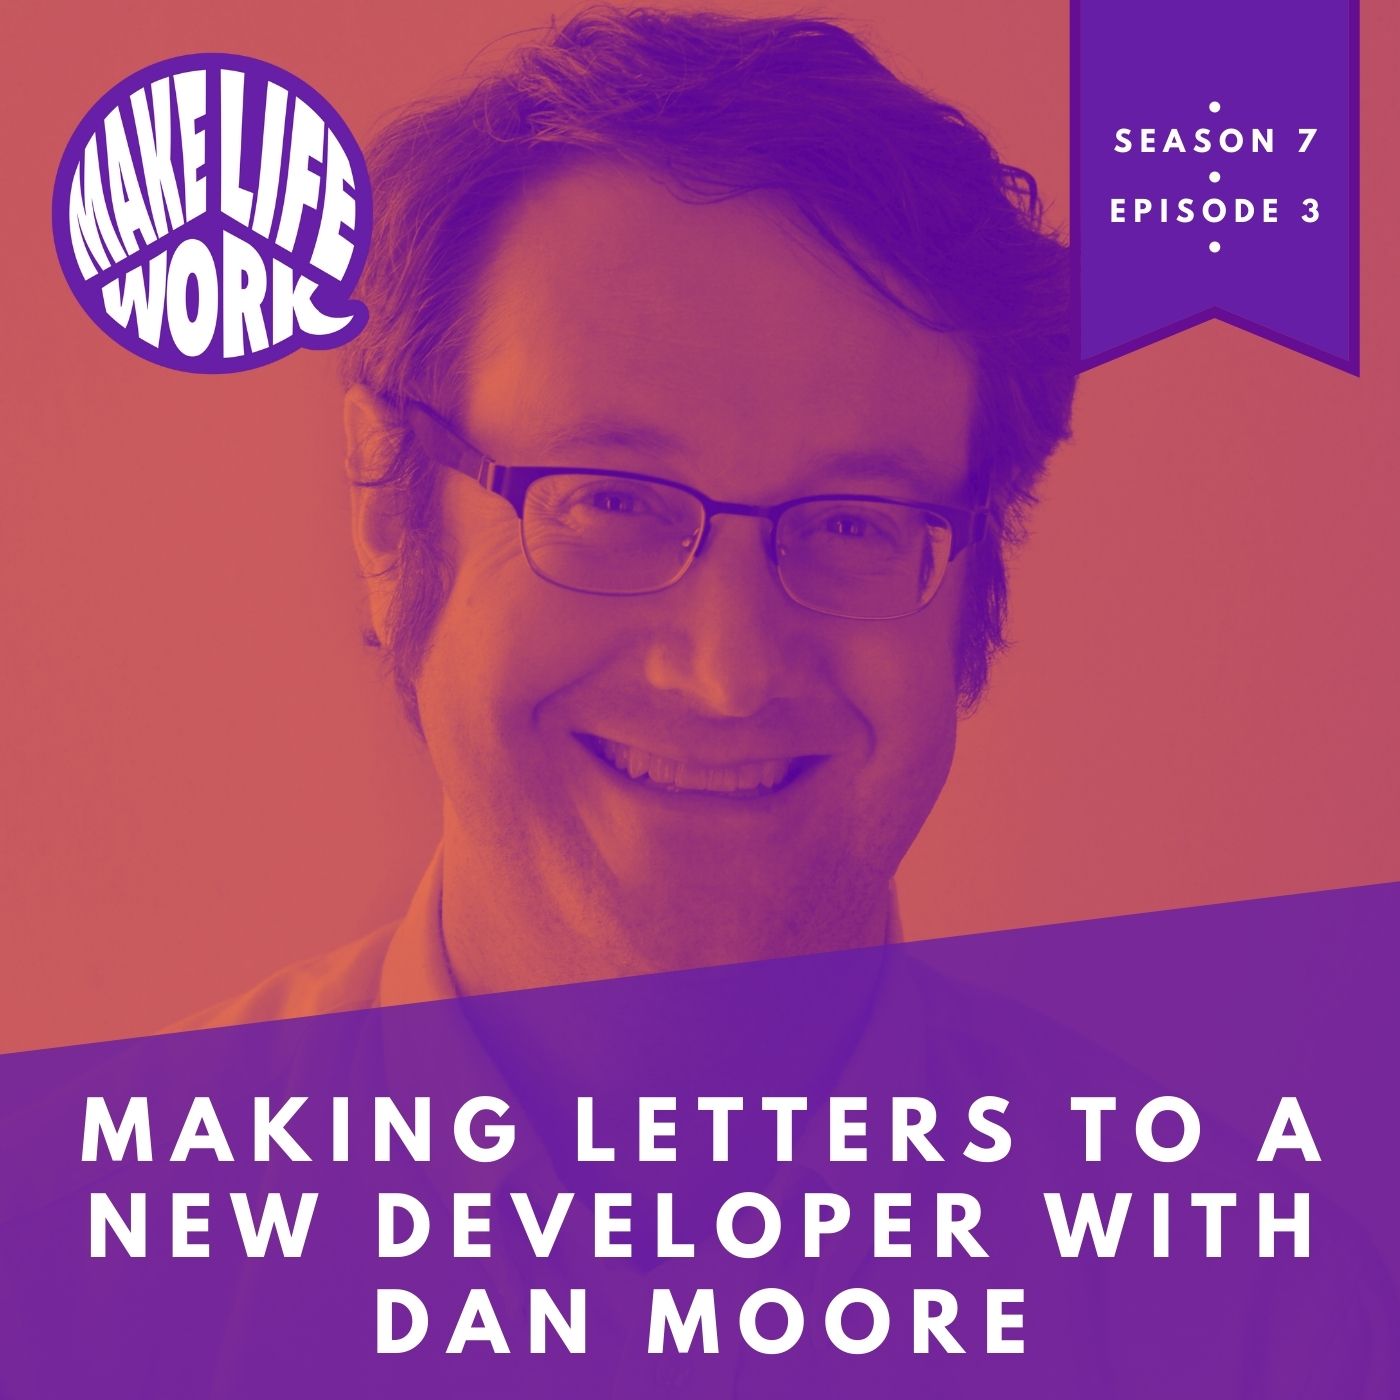 MAKE LIFE
WORK
SEASON 7
EPISODE 3
MAKING LETTERS TO A
NEW DEVELOPER WITH
DAN MOORE